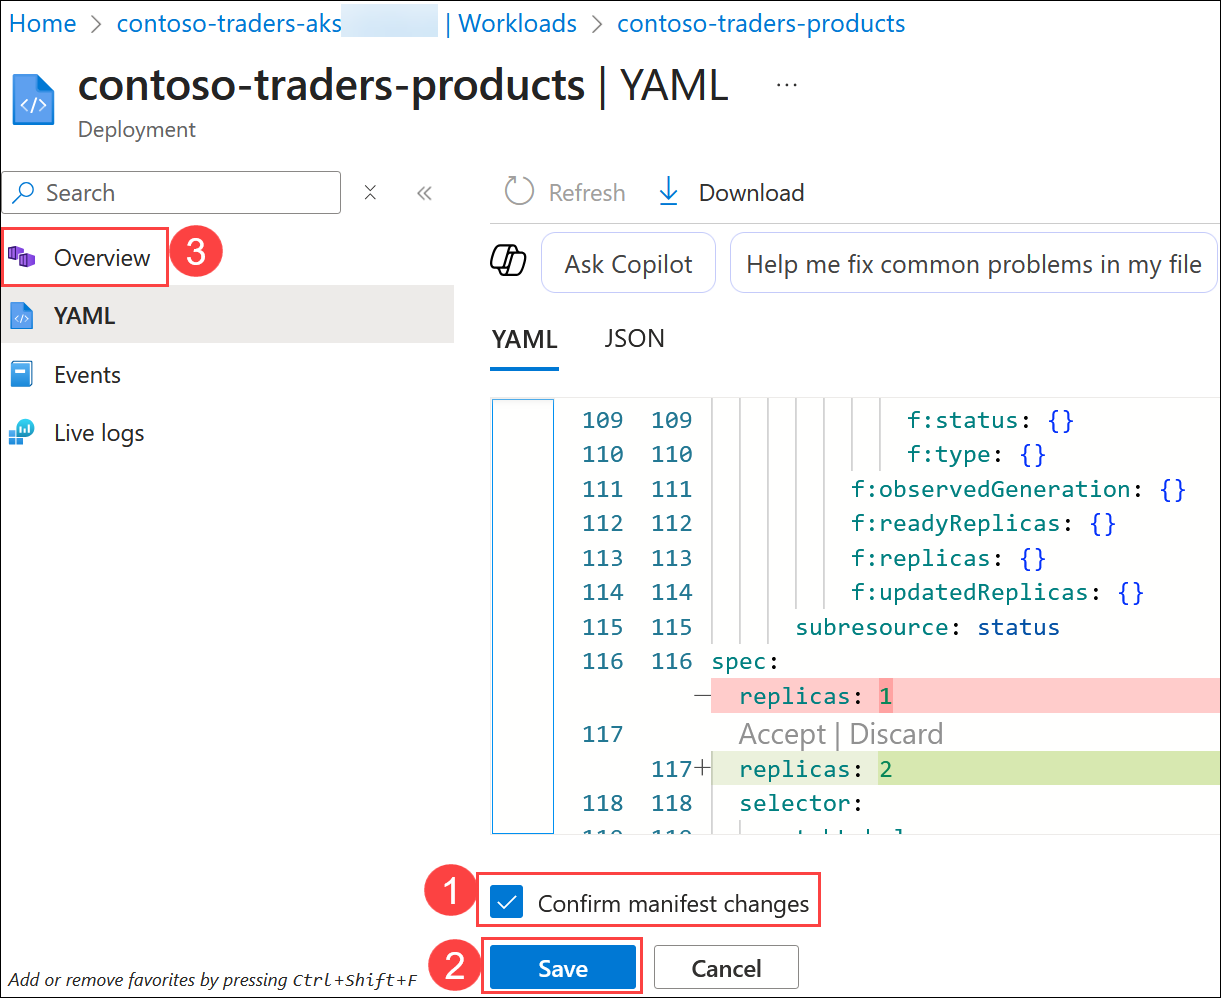 Home > contoso-traders-aks | Workloads > contoso-traders-products
contoso-traders-products | YAML ...
Deployment
Search
Refresh
Download
Overview
3
Ask Copilot
Help me fix common problems in my file
YAML
Events
Live logs
YAML JSON
109 109 f:status: {}
110 110 f:type: {}
111 111 f:observedGeneration: {}
112 112 f:readyReplicas: {}
113 113 f:replicas: {}
114 114 f:updatedReplicas: {}
115 115 subresource: status
116 116 spec:
— replicas: 1
117 Accept | Discard
117+ replicas: 2
118 118 selector:
1
Confirm manifest changes
2
Save
Cancel
Add or remove favorites by pressing Ctrl+Shift+F